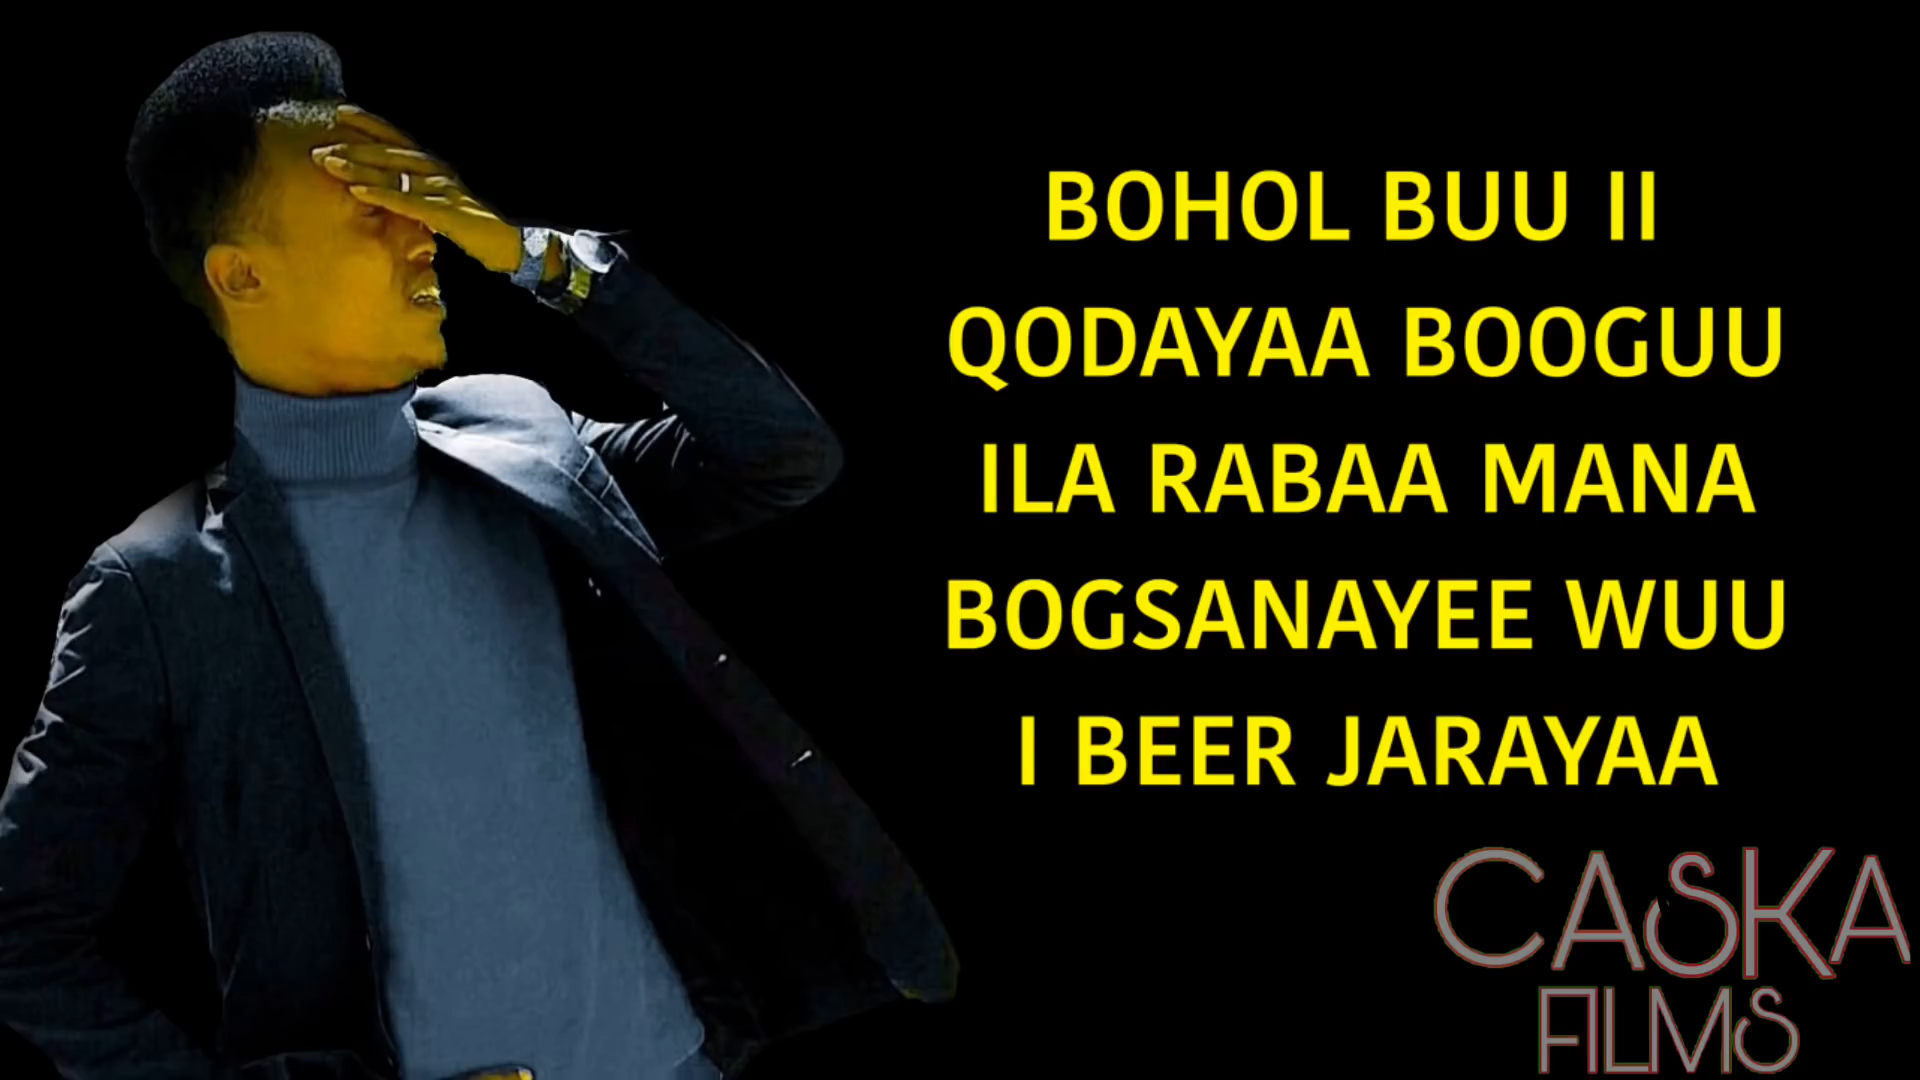 BOHOL BUU II
QODAYAA BOOGUU
ILA RABAA MANA
BOGSANAYEE WUU
I BEER JARAYAA
CASKA
FILMS